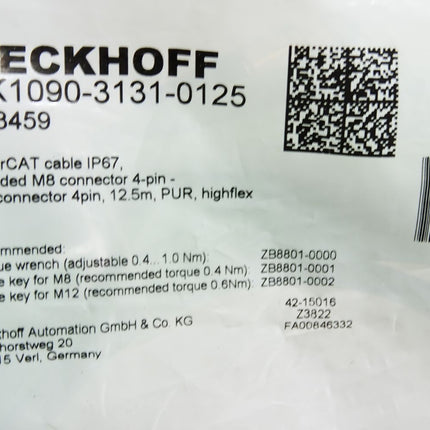 ECKHOFF
K1090-3131-0125
3459
rCAT cable IP67,
ded M8 connector 4-pin -
connector 4pin, 12.5m, PUR, highflex
ommended:
ue wrench (adjustable 0.4...1.0 Nm): ZB8801-0000
e key for M8 (recommended torque 0.4 Nm): ZB8801-0001
e key for M12 (recommended torque 0.6Nm): ZB8801-0002
42-15016
khoff Automation GmbH & Co. KG Z3822
horstweg 20 FA00846332
15 Verl, Germany